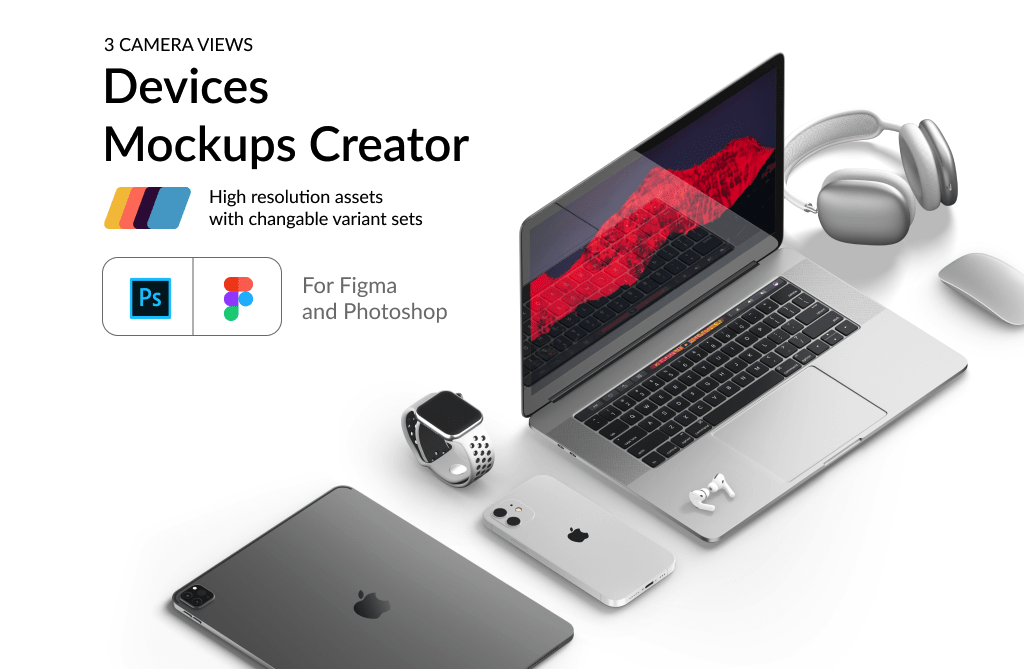 3 CAMERA VIEWS
Devices
Mockups Creator
High resolution assets
with changable variant sets
Ps
For Figma
and Photoshop